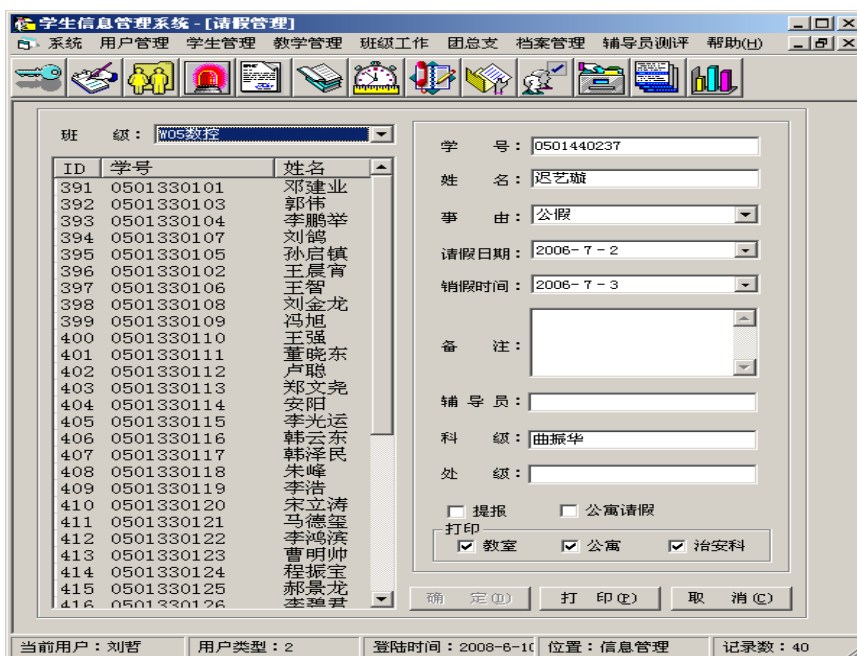 学生信息管理系统 - [请假管理]
系统 用户管理 学生管理 教学管理 班级工作 团总支 档案管理 辅导员测评 帮助(H)
班 级： W05数控
ID 学号 姓名
391 0501330101 邓建业
392 0501330103 郭伟
393 0501330104 李鹏举
394 0501330107 刘鸽
395 0501330105 孙启镇
396 0501330102 王晨宵
397 0501330106 王智
398 0501330108 刘金龙
399 0501330109 冯旭
400 0501330110 王强
401 0501330111 董晓东
402 0501330112 卢聪
403 0501330113 郑文尧
404 0501330114 安阳
405 0501330115 李光运
406 0501330116 韩云东
407 0501330117 韩泽民
408 0501330118 朱峰
409 0501330119 李浩
410 0501330120 宋立涛
411 0501330121 马德玺
412 0501330122 李鸿滨
413 0501330123 曹明帅
414 0501330124 程振宝
415 0501330125 郝景龙
416 0501330126 李碧君
学 号： 0501440237
姓 名： 迟艺璇
事 由： 公假
请假日期： 2006- 7 - 2
销假时间： 2006- 7 - 3
备 注：
辅 导 员：
科 级： 曲振华
处 级：
提报 公寓请假
打印
教室 公寓 治安科
确 定(D) 打 印(P) 取 消(C)
当前用户：刘哲 用户类型：2 登陆时间：2008-6-10 位置：信息管理 记录数：40